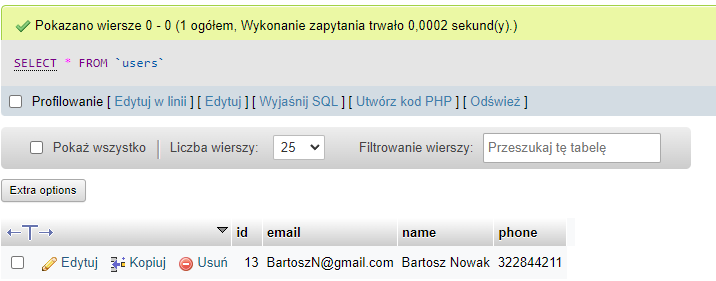 Pokazano wiersze 0 - 0 (1 ogółem, Wykonanie zapytania trwało 0,0002 sekund(y).)
SELECT * FROM `users`
Profilowanie [ Edytuj w linii ] [ Edytuj ] [ Wyjaśnij SQL ] [ Utwórz kod PHP ] [ Odśwież ]
Pokaż wszystko | Liczba wierszy: 25 Filtrowanie wierszy: Przeszukaj tę tabelę
Extra options
←T→ id email name phone
Edytuj Kopiuj Usuń 13 BartoszN@gmail.com Bartosz Nowak 322844211